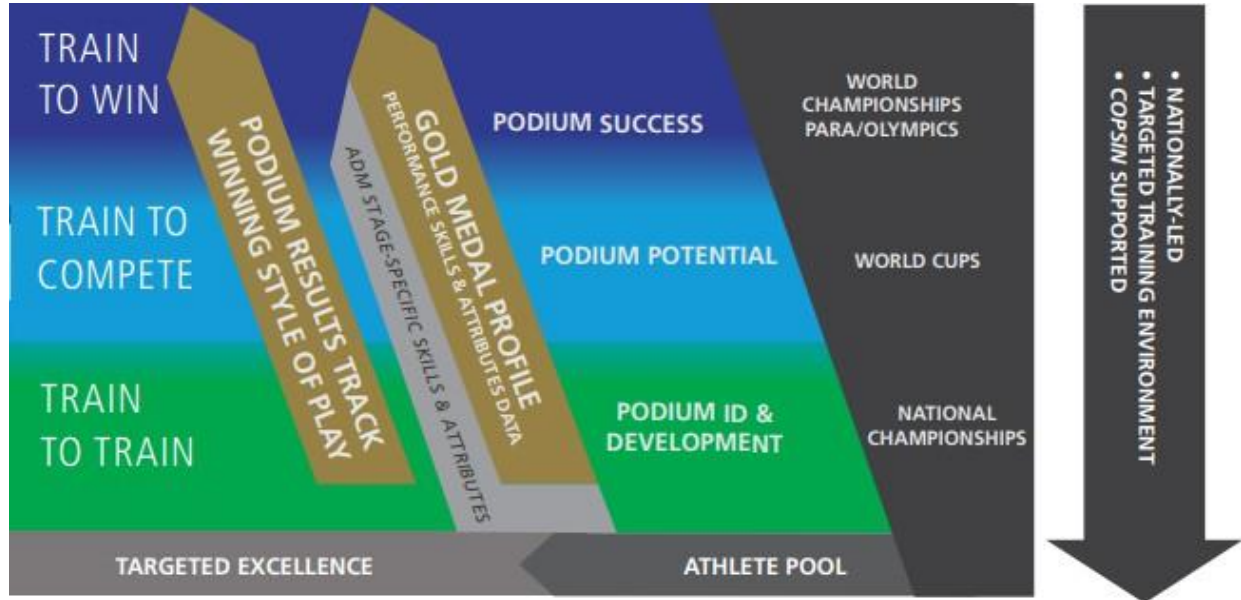 TRAIN
TO WIN
PODIUM RESULTS TRACK
WINNING STYLE OF PLAY
GOLD MEDAL PROFILE
PERFORMANCE SKILLS & ATTRIBUTES DATA
ADM STAGE-SPECIFIC SKILLS & ATTRIBUTES
PODIUM SUCCESS
WORLD
CHAMPIONSHIPS
PARA/OLYMPICS
TRAIN TO
COMPETE
PODIUM POTENTIAL
WORLD CUPS
TRAIN
TO TRAIN
PODIUM ID &
DEVELOPMENT
NATIONAL
CHAMPIONSHIPS
TARGETED EXCELLENCE
ATHLETE POOL
• NATIONALLY-LED
• TARGETED TRAINING ENVIRONMENT
• COPSIN SUPPORTED